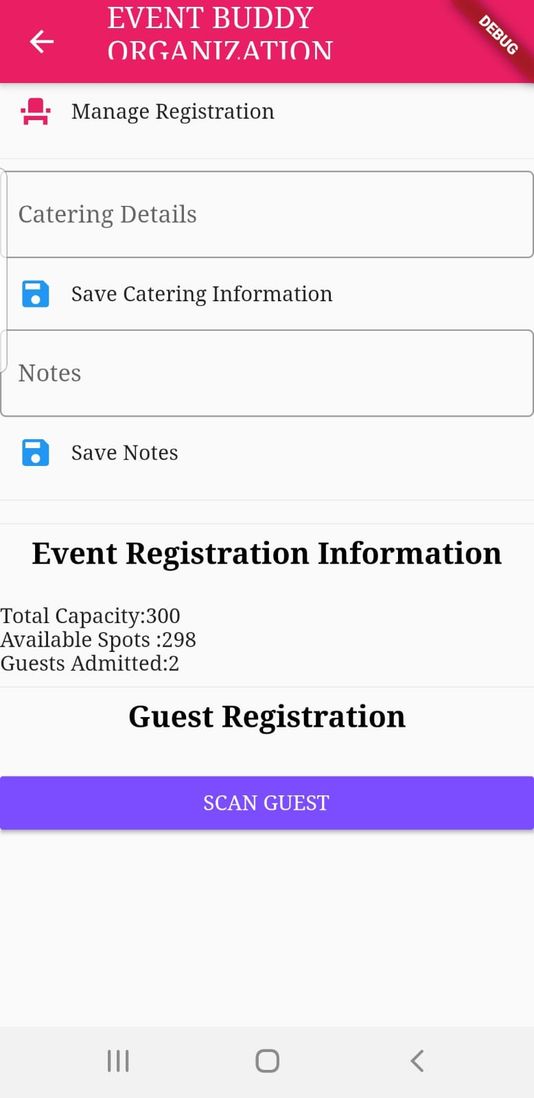 EVENT BUDDY
ORGANIZATION
DEBUG
Manage Registration
Catering Details
Save Catering Information
Notes
Save Notes
Event Registration Information
Total Capacity:300
Available Spots :298
Guests Admitted:2
Guest Registration
SCAN GUEST